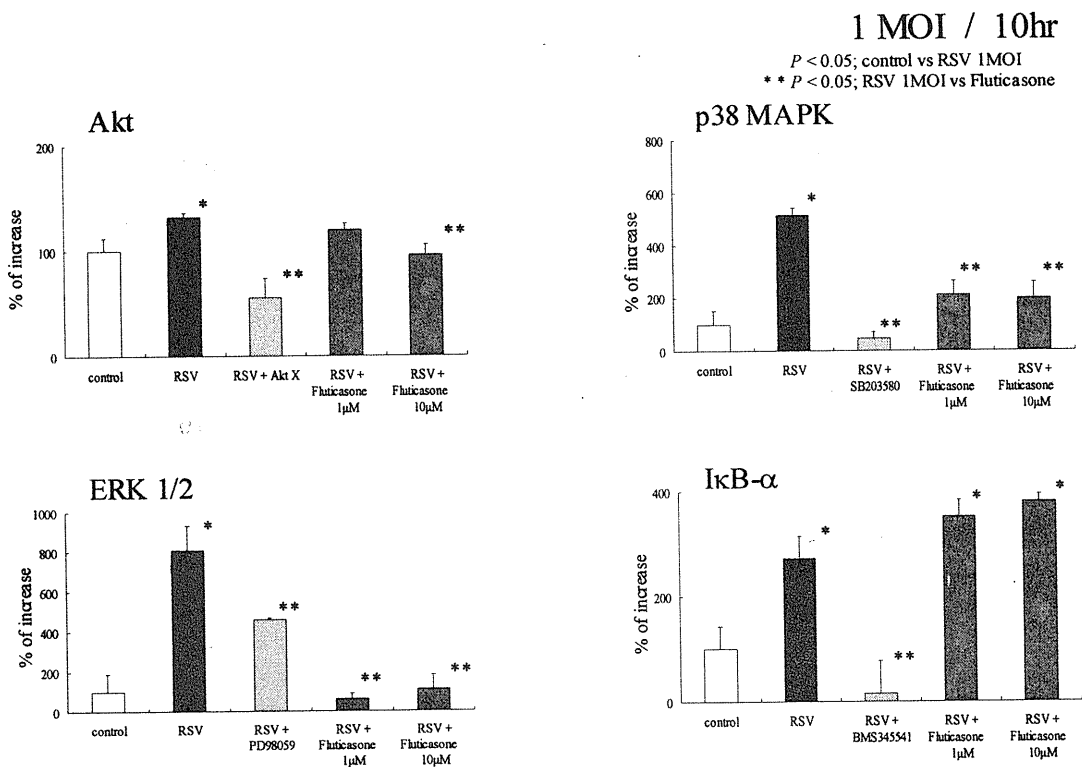 1 MOI / 10hr
P < 0.05; control vs RSV 1MOI
** P < 0.05; RSV 1MOI vs Fluticasone
Akt
200
100
0
% of increase
*
**
**
control
RSV
RSV + Akt X
RSV +
Fluticasone
1μM
RSV +
Fluticasone
10μM
p38 MAPK
800
600
400
200
0
% of increase
*
**
**
**
control
RSV
RSV +
SB203580
RSV +
Fluticasone
1μM
RSV +
Fluticasone
10μM
ERK 1/2
1000
800
600
400
200
0
% of increase
*
**
**
**
control
RSV
RSV +
PD98059
RSV +
Fluticasone
1μM
RSV +
Fluticasone
10μM
IκB-α
400
200
0
% of increase
*
**
*
*
control
RSV
RSV +
BMS345541
RSV +
Fluticasone
1μM
RSV +
Fluticasone
10μM